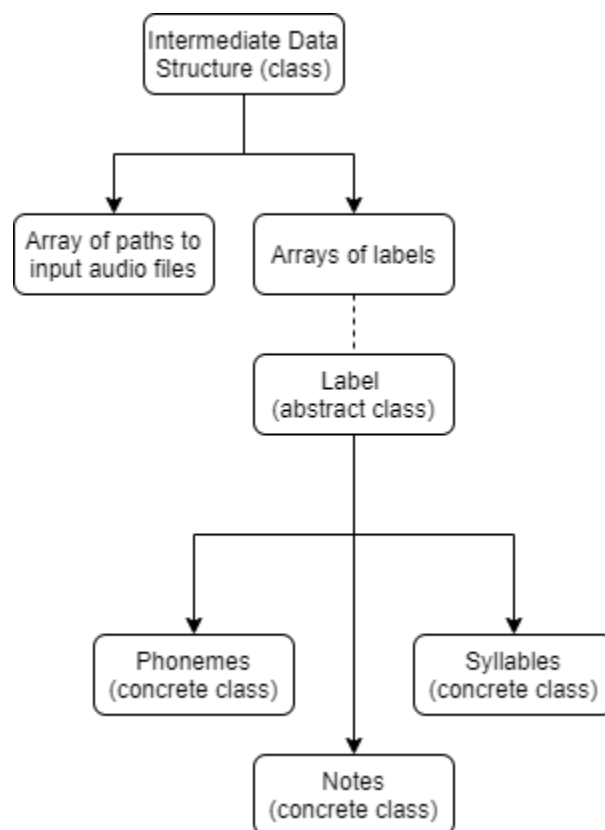 Intermediate Data
Structure (class)
Array of paths to
input audio files
Arrays of labels
Label
(abstract class)
Phonemes
(concrete class)
Syllables
(concrete class)
Notes
(concrete class)